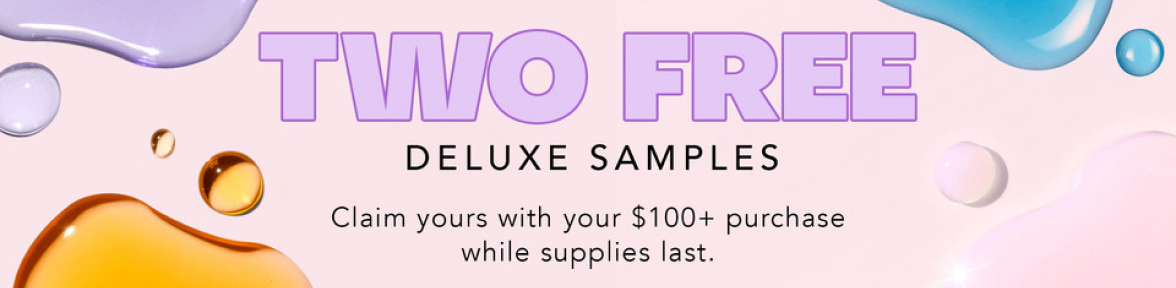 TWO FREE
DELUXE SAMPLES
Claim yours with your $100+ purchase
while supplies last.